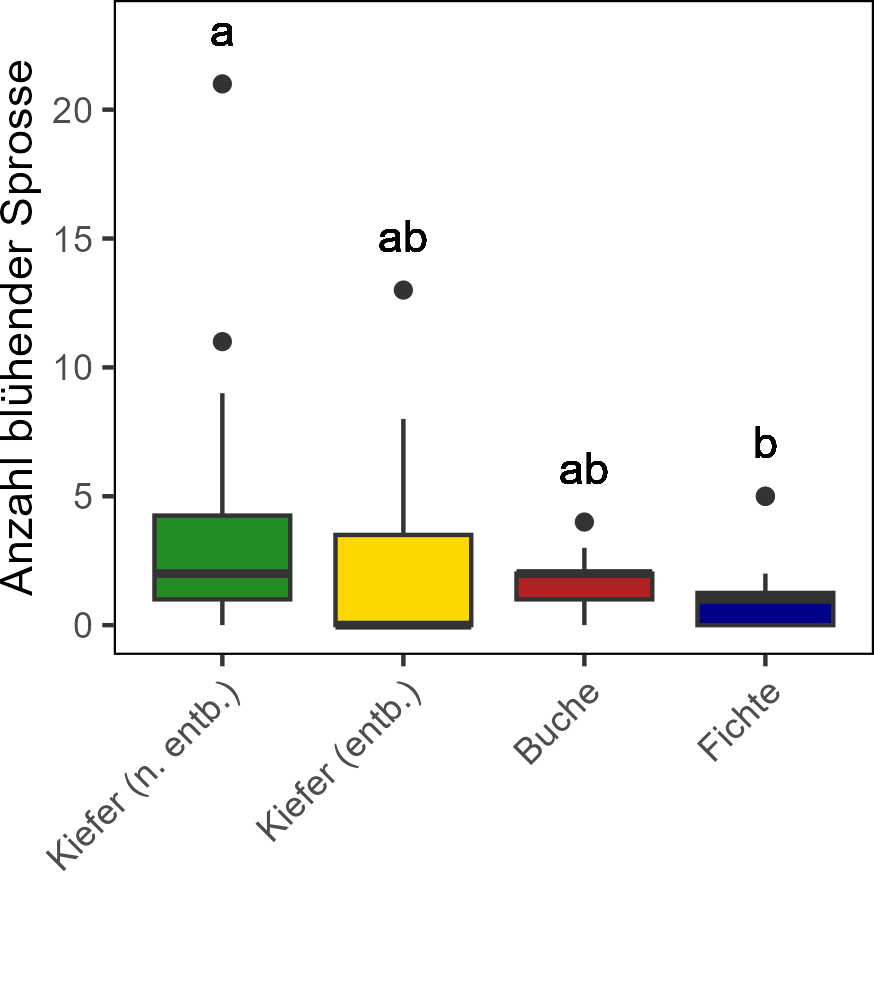 Anzahl blühender Sprosse
20
15
10
5
0
a
ab
ab
b
Kiefer (n. entb.)
Kiefer (entb.)
Buche
Fichte